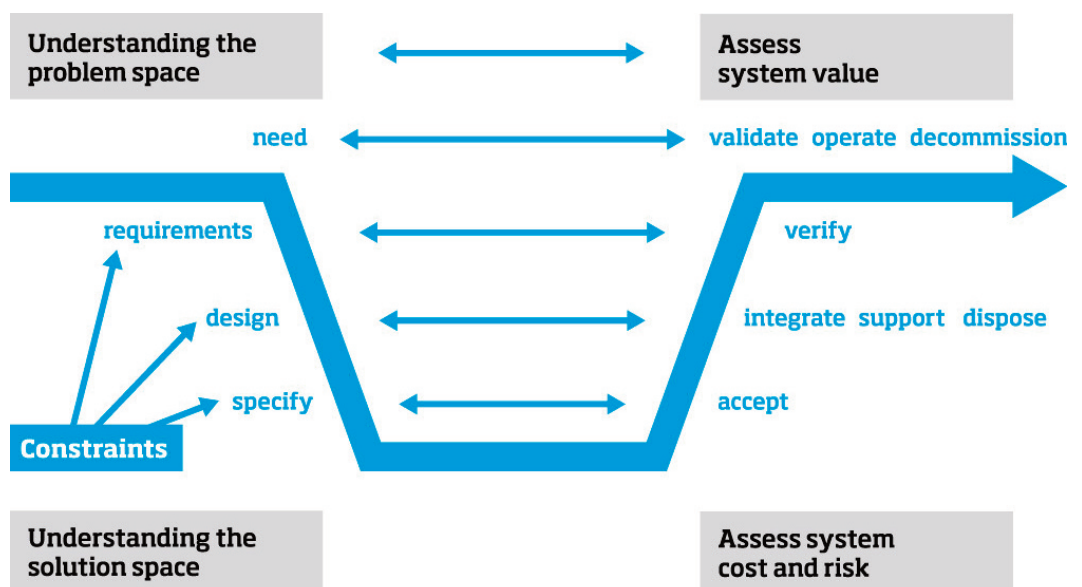 Understanding the
problem space
Assess
system value
need
validate operate decommission
requirements
verify
design
integrate support dispose
specify
accept
Constraints
Understanding the
solution space
Assess system
cost and risk